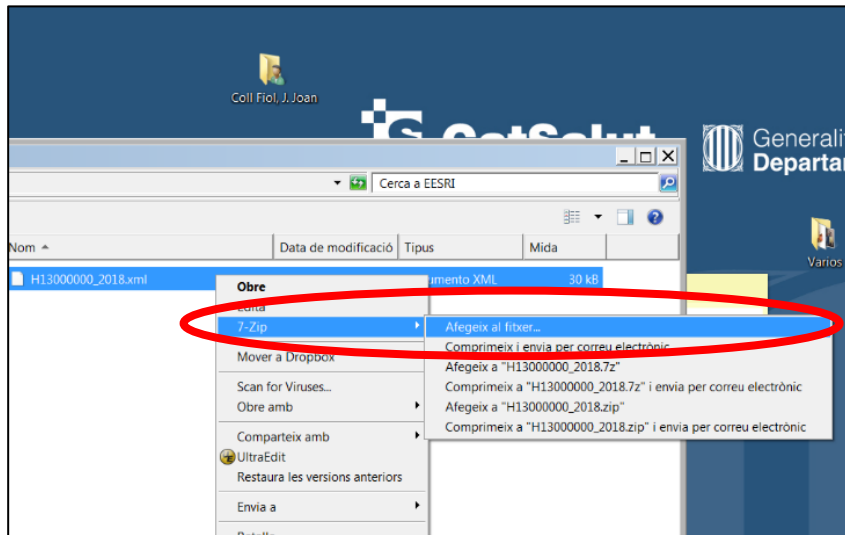 Coll Fiol, J. Joan
CatSalut
Generalit
Departar
Cerca a EESRI
Nom
Data de modificació
Tipus
Mida
Varios
H13000000_2018.xml
umento XML
30 kB
Obre
Edita
7-Zip
Afegeix al fitxer...
Comprimeix i envia per correu electrònic
Mover a Dropbox
Afegeix a "H13000000_2018.7z"
Scan for Viruses...
Comprimeix a "H13000000_2018.7z" i envia per correu electrònic
Obre amb
Afegeix a "H13000000_2018.zip"
Comprimeix a "H13000000_2018.zip" i envia per correu electrònic
Comparteix amb
UltraEdit
Restaura les versions anteriors
Envia a